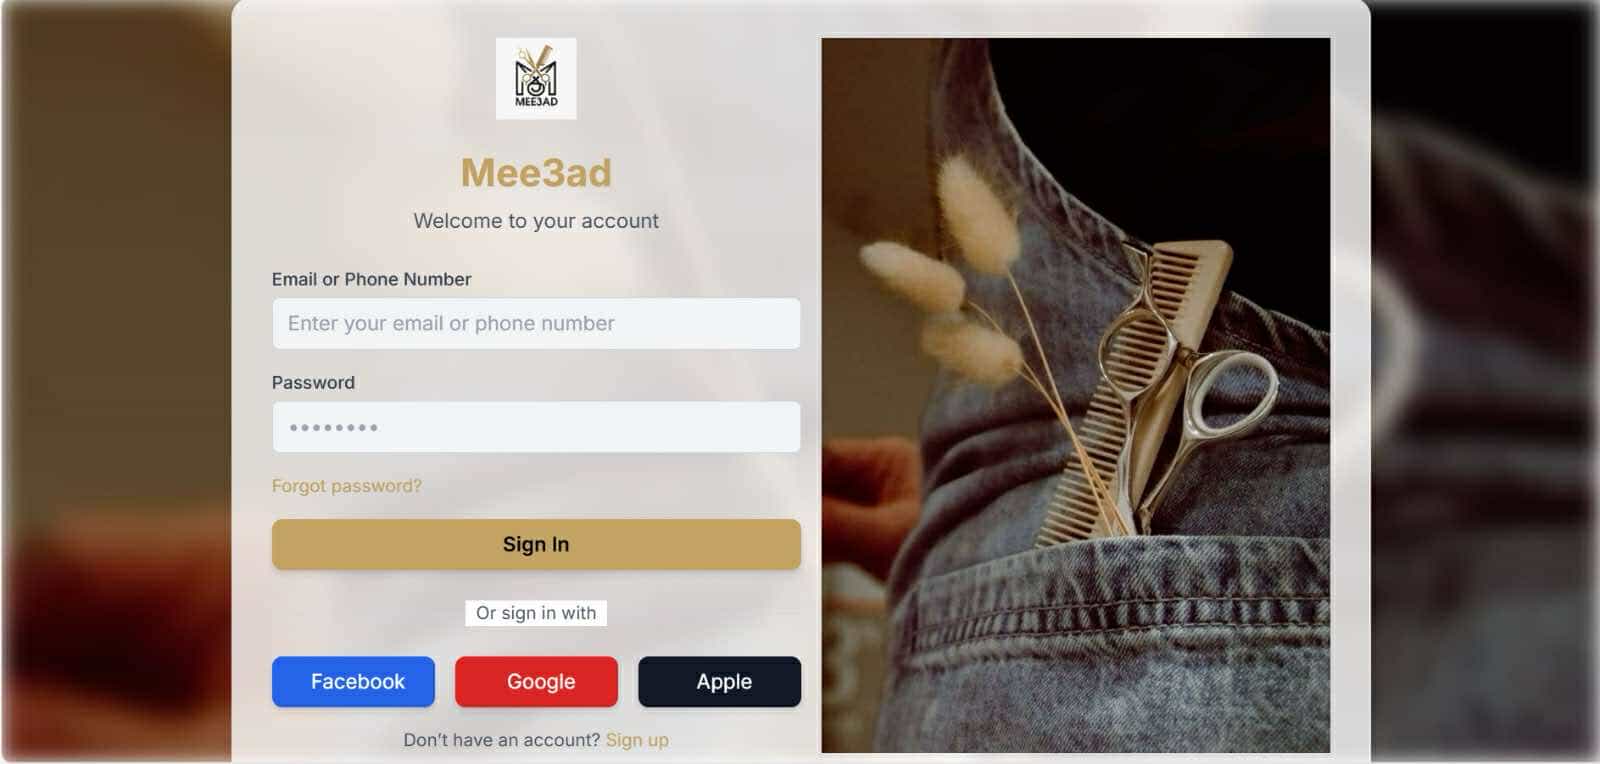 MEE3AD
Mee3ad
Welcome to your account
Email or Phone Number
Enter your email or phone number
Password
••••••••
Forgot password?
Sign In
Or sign in with
Facebook
Google
Apple
Don’t have an account? Sign up